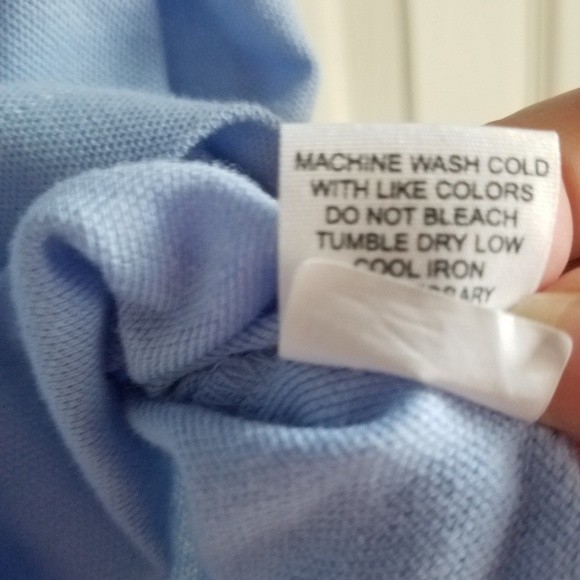 MACHINE WASH COLD
WITH LIKE COLORS
DO NOT BLEACH
TUMBLE DRY LOW
COOL IRON